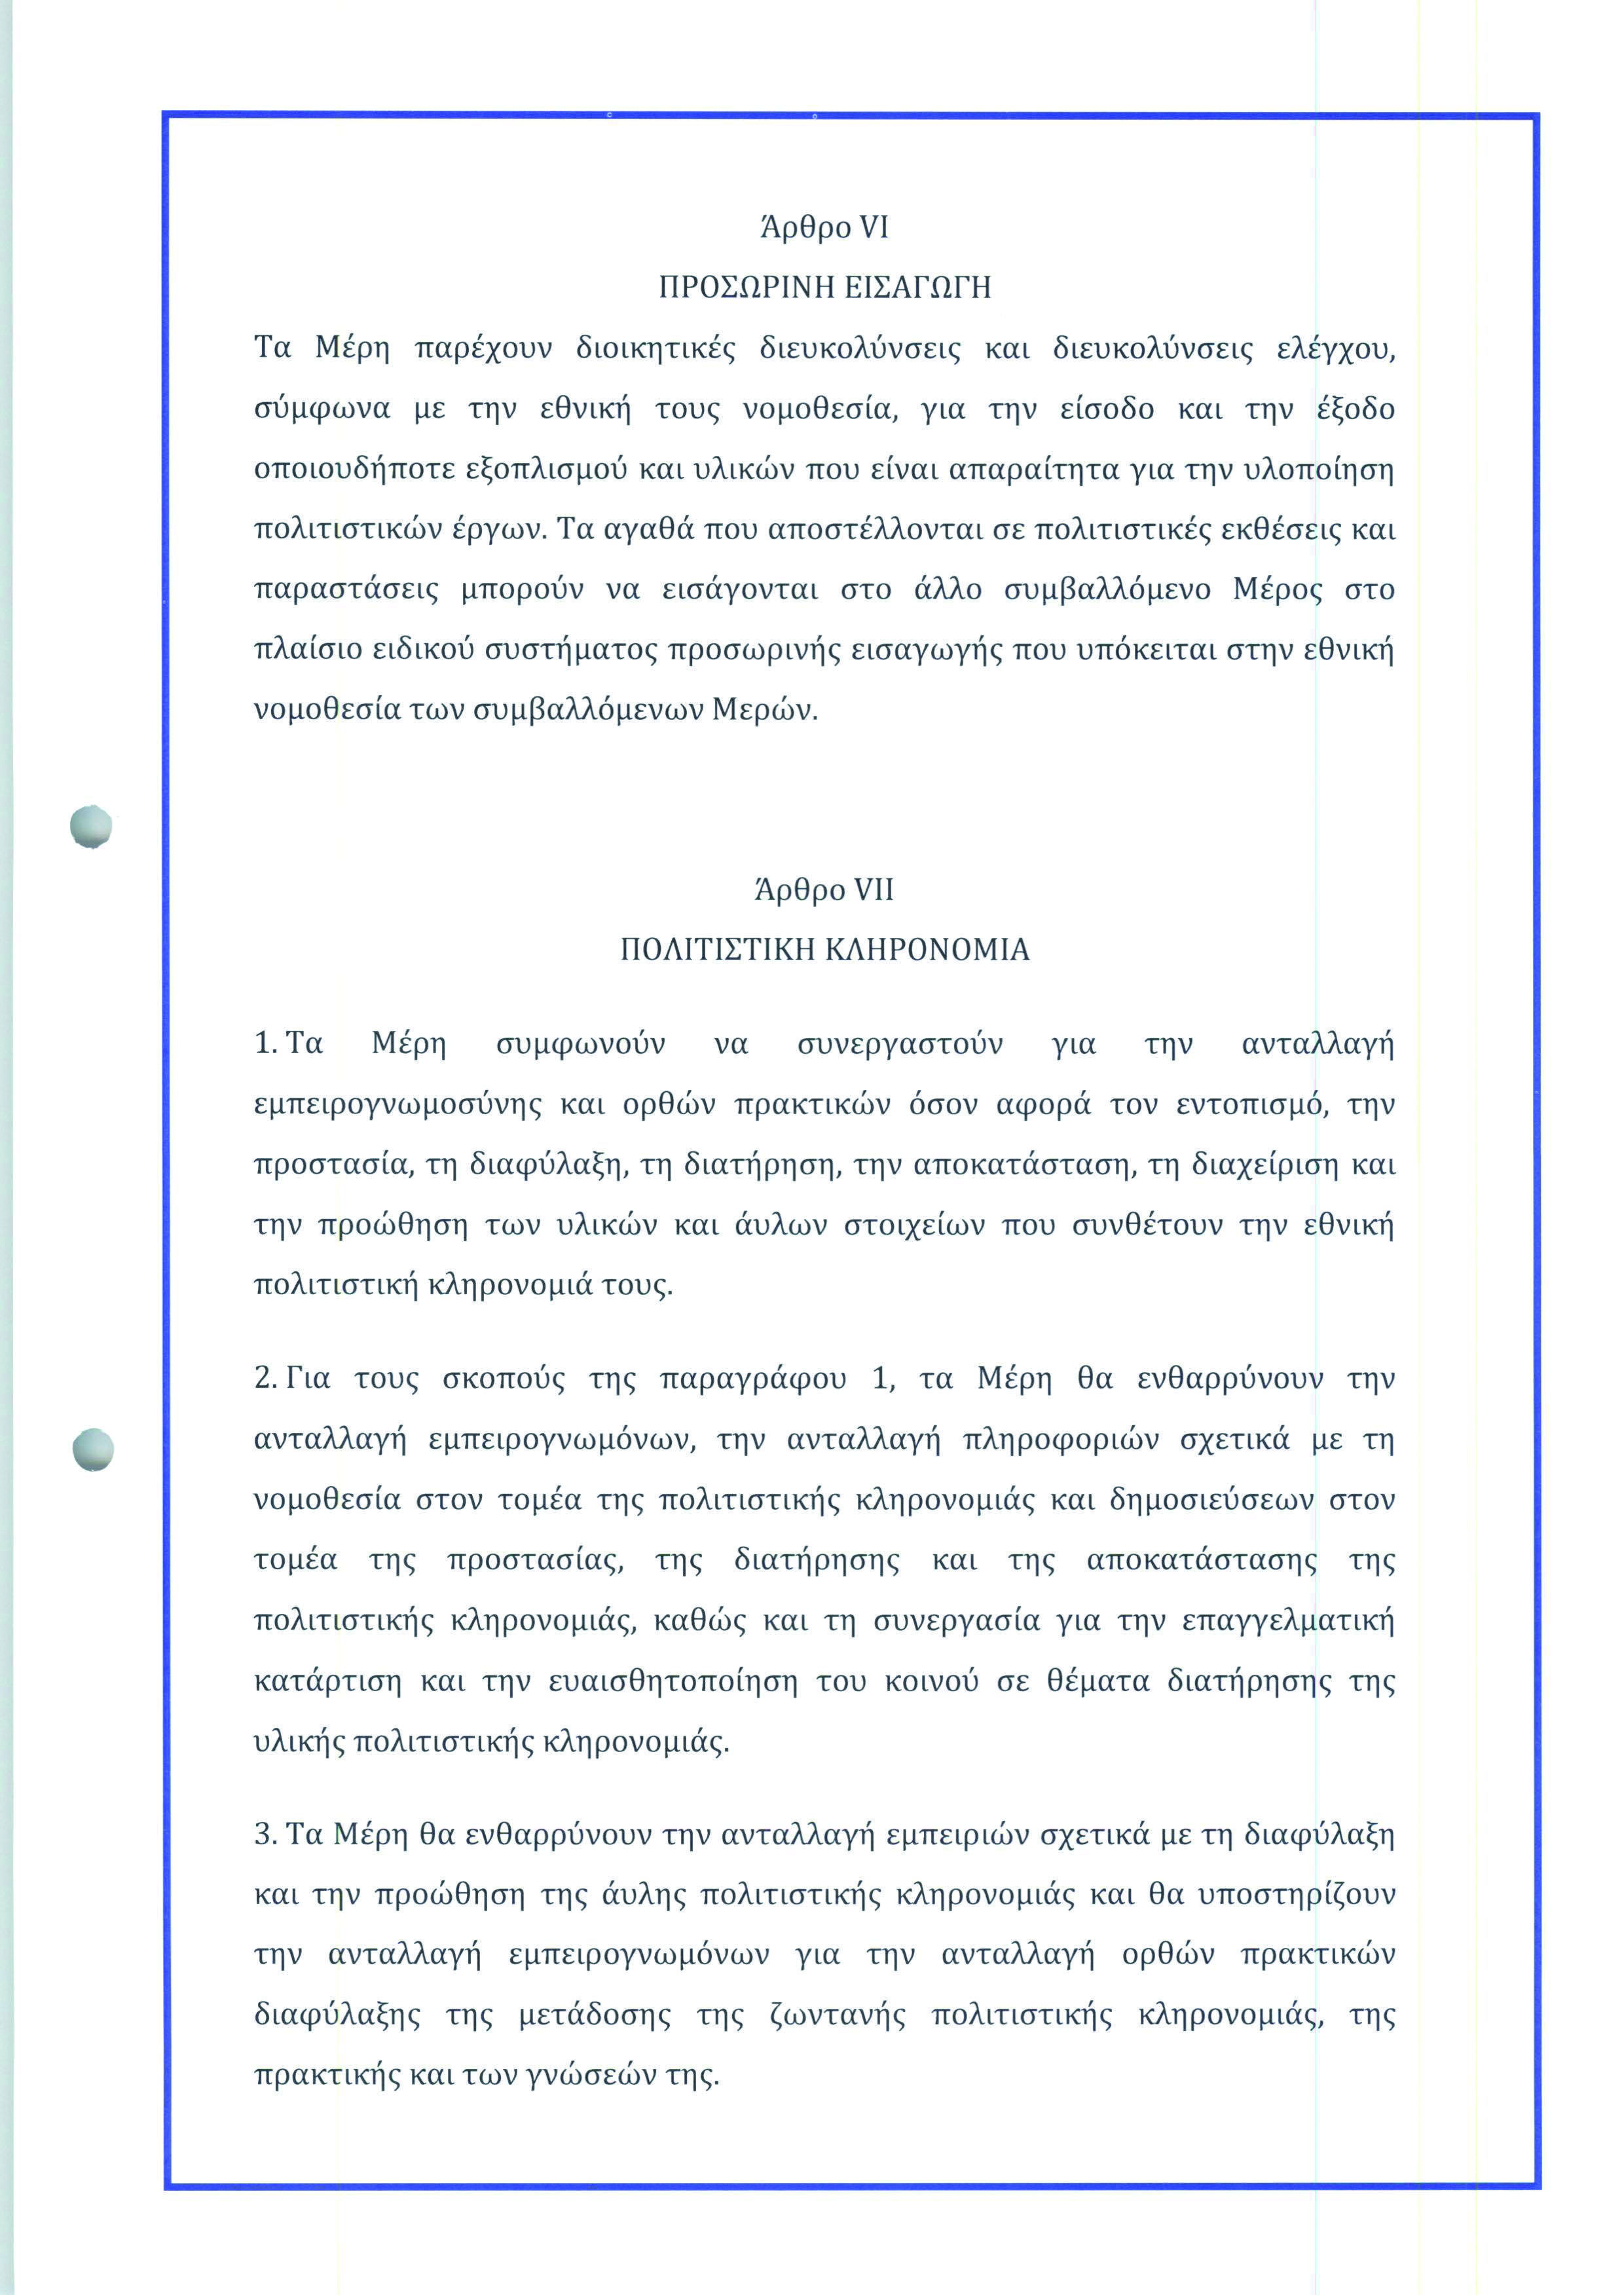 Άρθρο VI
ΠΡΟΣΩΡΙΝΗ ΕΙΣΑΓΩΓΗ
Τα Μέρη παρέχουν διοικητικές διευκολύνσεις και διευκολύνσεις ελέγχου,
σύμφωνα με την εθνική τους νομοθεσία, για την είσοδο και την έξοδο
οποιουδήποτε εξοπλισμού και υλικών που είναι απαραίτητα για την υλοποίηση
πολιτιστικών έργων. Τα αγαθά που αποστέλλονται σε πολιτιστικές εκθέσεις και
παραστάσεις μπορούν να εισάγονται στο άλλο συμβαλλόμενο Μέρος στο
πλαίσιο ειδικού συστήματος προσωρινής εισαγωγής που υπόκειται στην εθνική
νομοθεσία των συμβαλλόμενων Μερών.
Άρθρο VII
ΠΟΛΙΤΙΣΤΙΚΗ ΚΛΗΡΟΝΟΜΙΑ
1. Τα Μέρη συμφωνούν να συνεργαστούν για την ανταλλαγή
εμπειρογνωμοσύνης και ορθών πρακτικών όσον αφορά τον εντοπισμό, την
προστασία, τη διαφύλαξη, τη διατήρηση, την αποκατάσταση, τη διαχείριση και
την προώθηση των υλικών και άυλων στοιχείων που συνθέτουν την εθνική
πολιτιστική κληρονομιά τους.
2. Για τους σκοπούς της παραγράφου 1, τα Μέρη θα ενθαρρύνουν την
ανταλλαγή εμπειρογνωμόνων, την ανταλλαγή πληροφοριών σχετικά με τη
νομοθεσία στον τομέα της πολιτιστικής κληρονομιάς και δημοσιεύσεων στον
τομέα της προστασίας, της διατήρησης και της αποκατάστασης της
πολιτιστικής κληρονομιάς, καθώς και τη συνεργασία για την επαγγελματική
κατάρτιση και την ευαισθητοποίηση του κοινού σε θέματα διατήρησης της
υλικής πολιτιστικής κληρονομιάς.
3. Τα Μέρη θα ενθαρρύνουν την ανταλλαγή εμπειριών σχετικά με τη διαφύλαξη
και την προώθηση της άυλης πολιτιστικής κληρονομιάς και θα υποστηρίζουν
την ανταλλαγή εμπειρογνωμόνων για την ανταλλαγή ορθών πρακτικών
διαφύλαξης της μετάδοσης της ζωντανής πολιτιστικής κληρονομιάς, της
πρακτικής και των γνώσεών της.